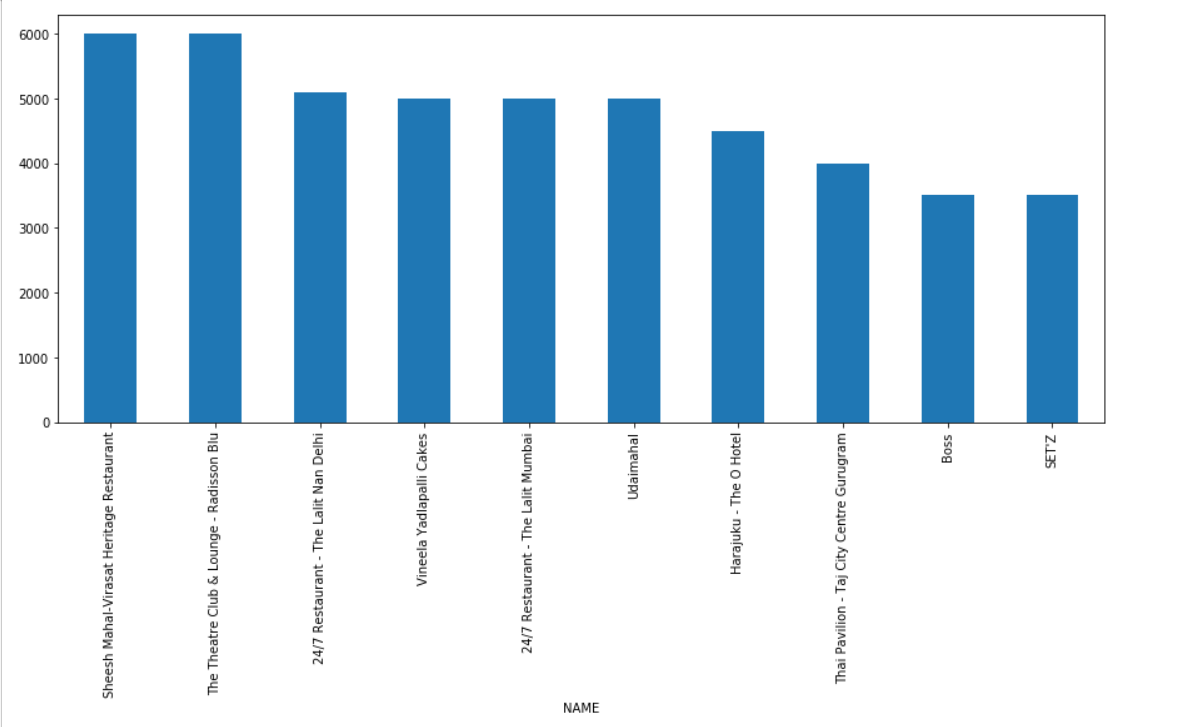 6000
5000
4000
3000
2000
1000
0
Sheesh Mahal-Virasat Heritage Restaurant
The Theatre Club & Lounge - Radisson Blu
24/7 Restaurant - The Lalit Nan Delhi
Vineela Yadlapalli Cakes
24/7 Restaurant - The Lalit Mumbai
Udaimahal
Harajuku - The O Hotel
Thai Pavilion - Taj City Centre Gurugram
Boss
SET'Z
NAME